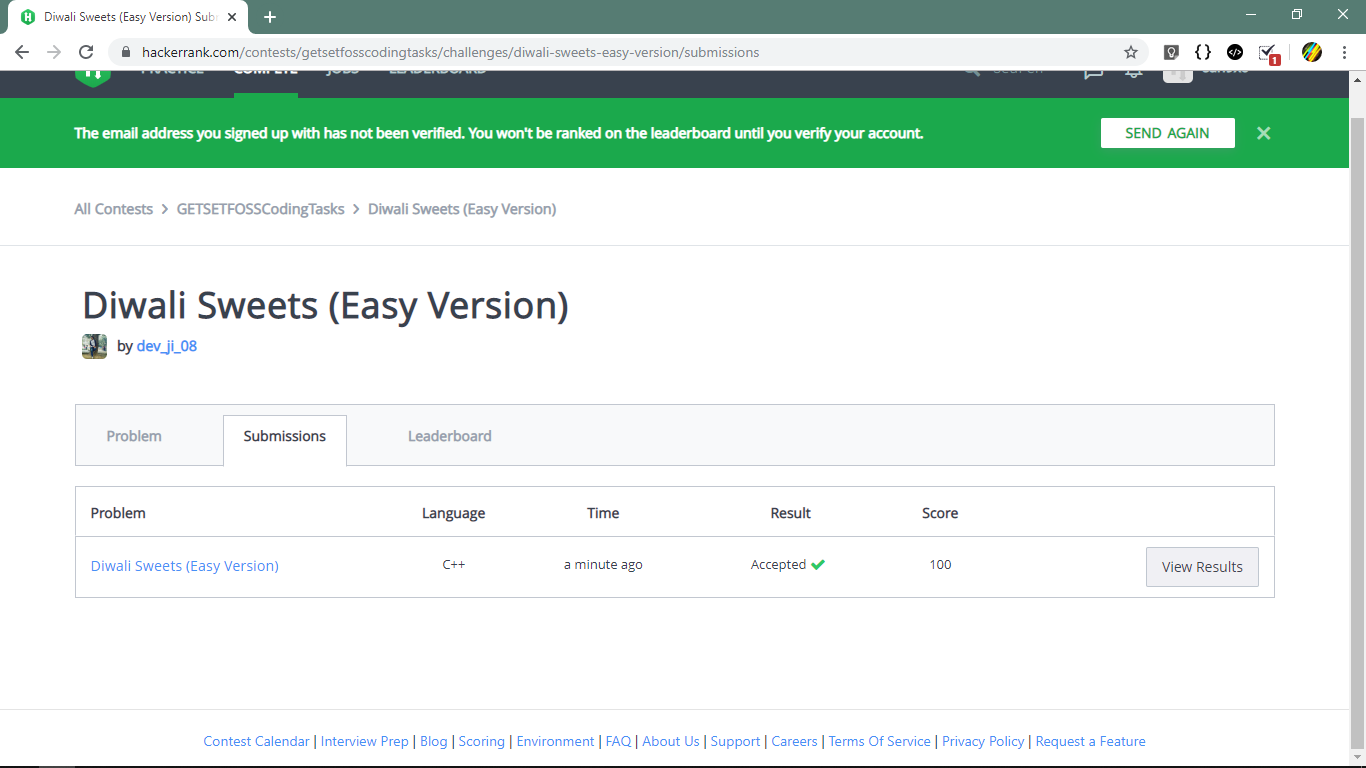 Diwali Sweets (Easy Version) Sub
hackerrank.com/contests/getsetfosscodingtasks/challenges/diwali-sweets-easy-version/submissions
1
PRACTICE COMPETE JOBS LEADERBOARD Search
The email address you signed up with has not been verified. You won't be ranked on the leaderboard until you verify your account. SEND AGAIN
All Contests > GETSETFOSSCodingTasks > Diwali Sweets (Easy Version)
Diwali Sweets (Easy Version)
by dev_ji_08
Problem Submissions Leaderboard
Problem Language Time Result Score
Diwali Sweets (Easy Version) C++ a minute ago Accepted 100 View Results
Contest Calendar | Interview Prep | Blog | Scoring | Environment | FAQ | About Us | Support | Careers | Terms Of Service | Privacy Policy | Request a Feature